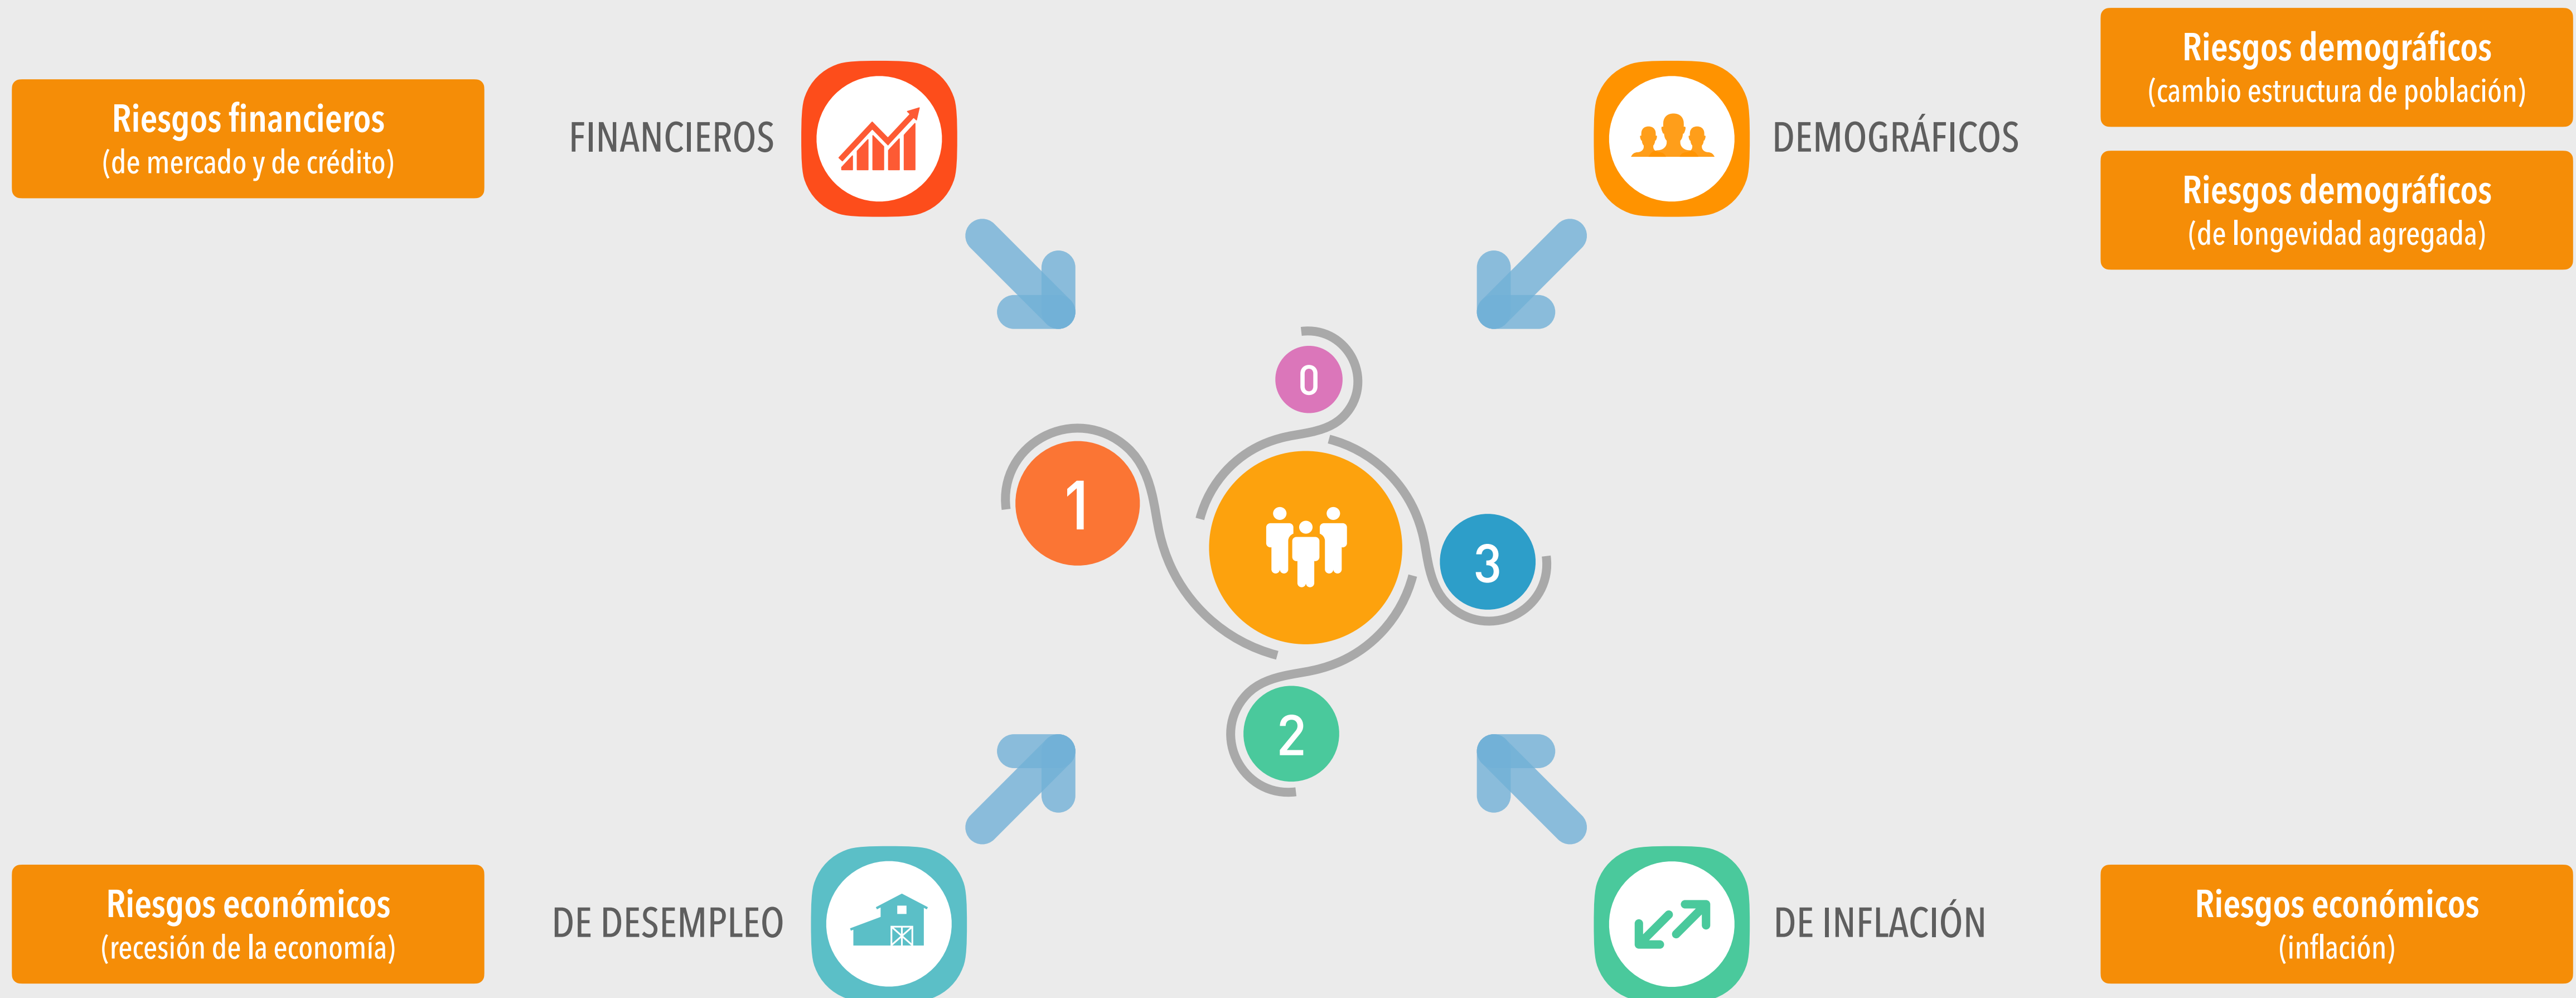 Riesgos financieros
(de mercado y de crédito)
FINANCIEROS
DEMOGRÁFICOS
Riesgos demográficos
(cambio estructura de población)
Riesgos demográficos
(de longevidad agregada)
0
1
3
2
Riesgos económicos
(recesión de la economía)
DE DESEMPLEO
DE INFLACIÓN
Riesgos económicos
(inflación)